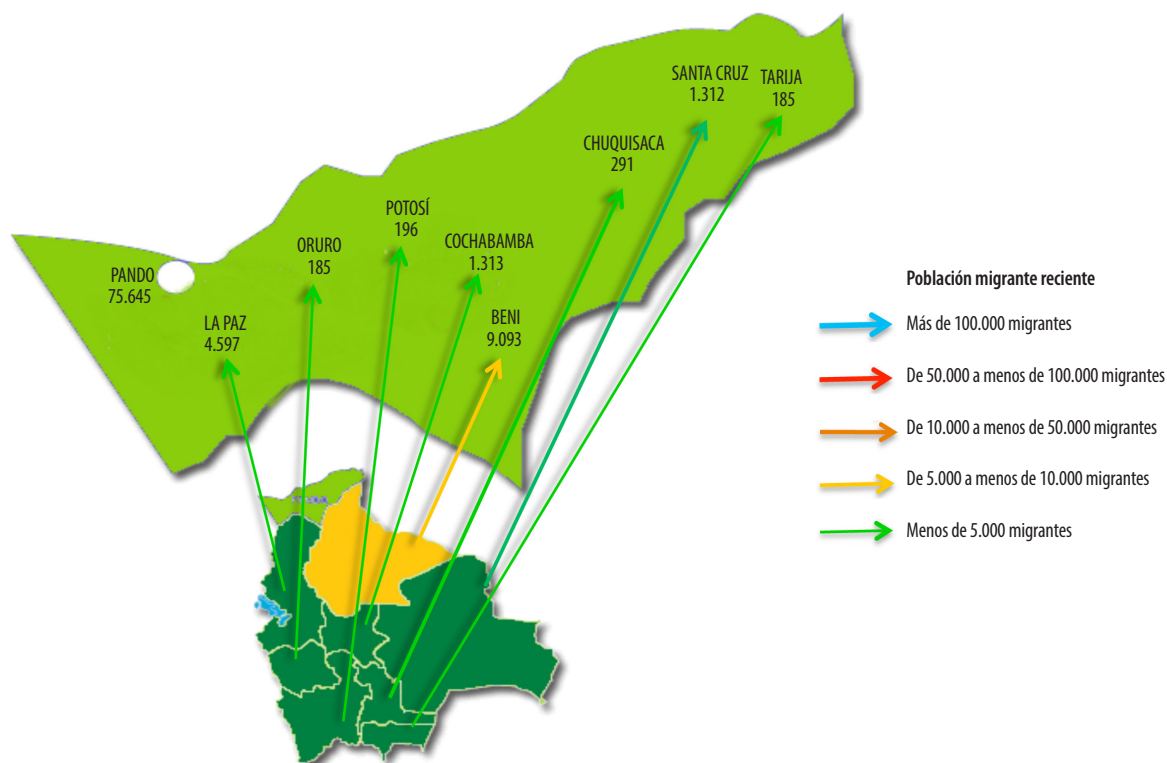 SANTA CRUZ
1.312
TARIJA
185
CHUQUISACA
291
POTOSÍ
196
ORURO
185
COCHABAMBA
1.313
PANDO
75.645
LA PAZ
4.597
BENI
9.093
Población migrante reciente
Más de 100.000 migrantes
De 50.000 a menos de 100.000 migrantes
De 10.000 a menos de 50.000 migrantes
De 5.000 a menos de 10.000 migrantes
Menos de 5.000 migrantes